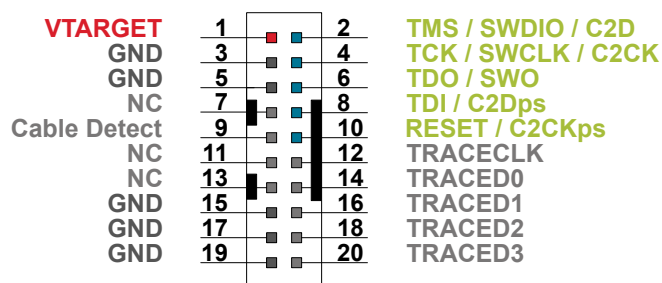 VTARGET 1 2 TMS / SWDIO / C2D
GND 3 4 TCK / SWCLK / C2CK
GND 5 6 TDO / SWO
NC 7 8 TDI / C2Dps
Cable Detect 9 10 RESET / C2CKps
NC 11 12 TRACECLK
NC 13 14 TRACED0
GND 15 16 TRACED1
GND 17 18 TRACED2
GND 19 20 TRACED3